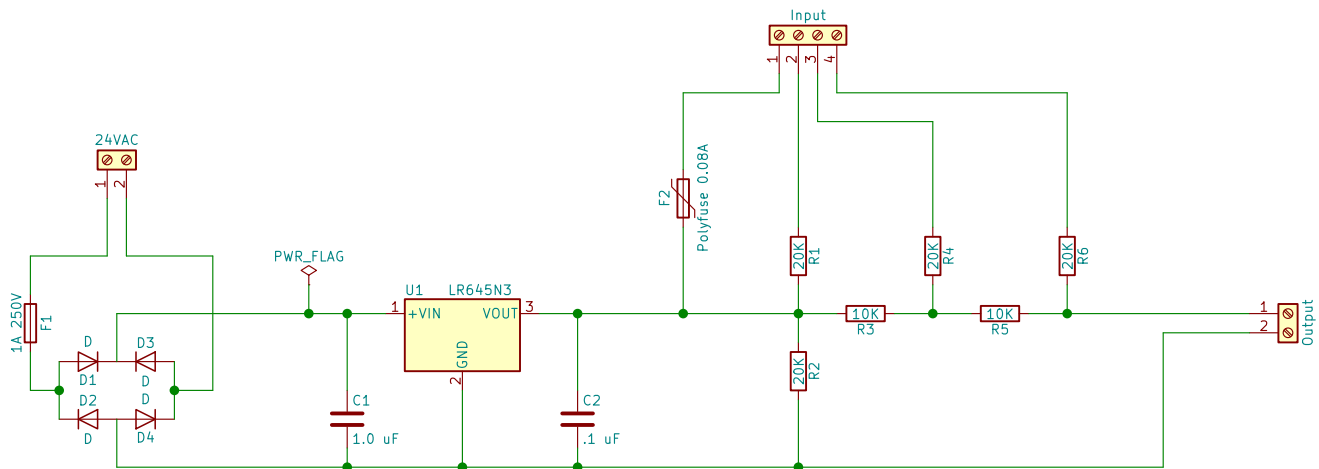 Input
1 2 3 4
24VAC
1 2
F2
Polyfuse 0.08A
20K R1
20K R4
20K R6
PWR_FLAG
1A 250V
F1
U1 LR645N3
1 +VIN VOUT 3
GND
2
10K
R3
10K
R5
1
2
Output
D D3
D1 D
D2 D
D D4
20K R2
C1
1.0 uF
C2
.1 uF